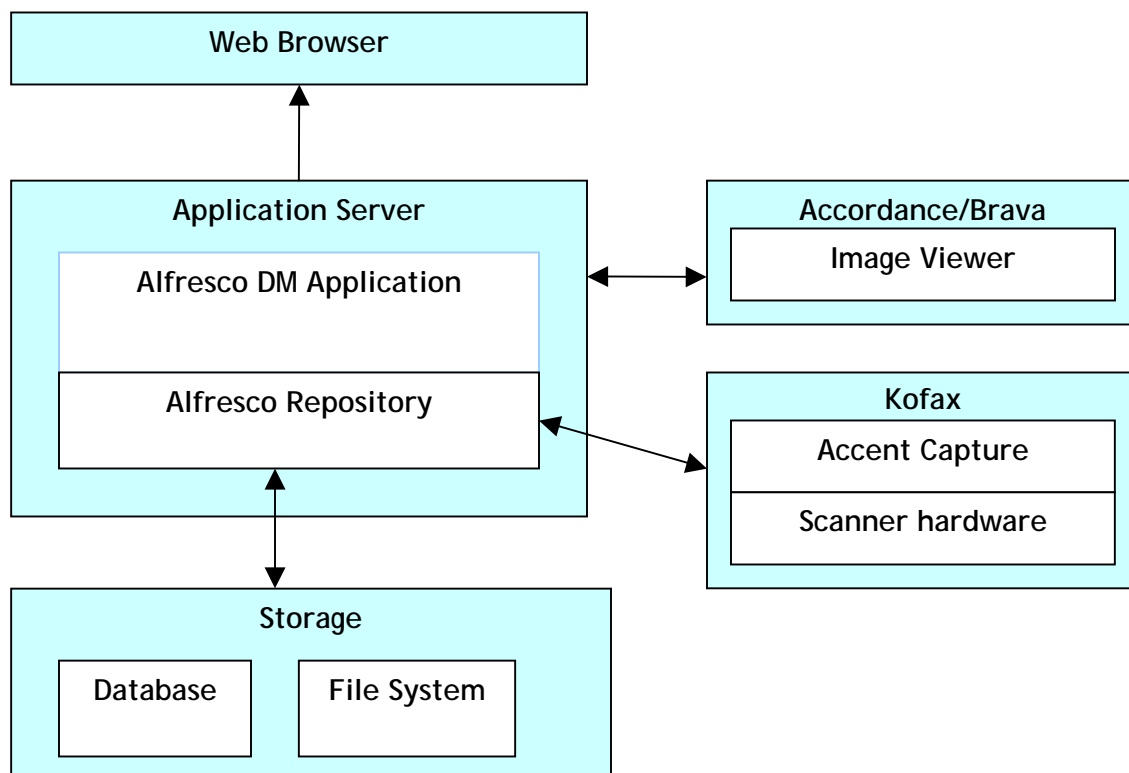 Web Browser
Application Server
Alfresco DM Application
Alfresco Repository
Accordance/Brava
Image Viewer
Kofax
Accent Capture
Scanner hardware
Storage
Database
File System